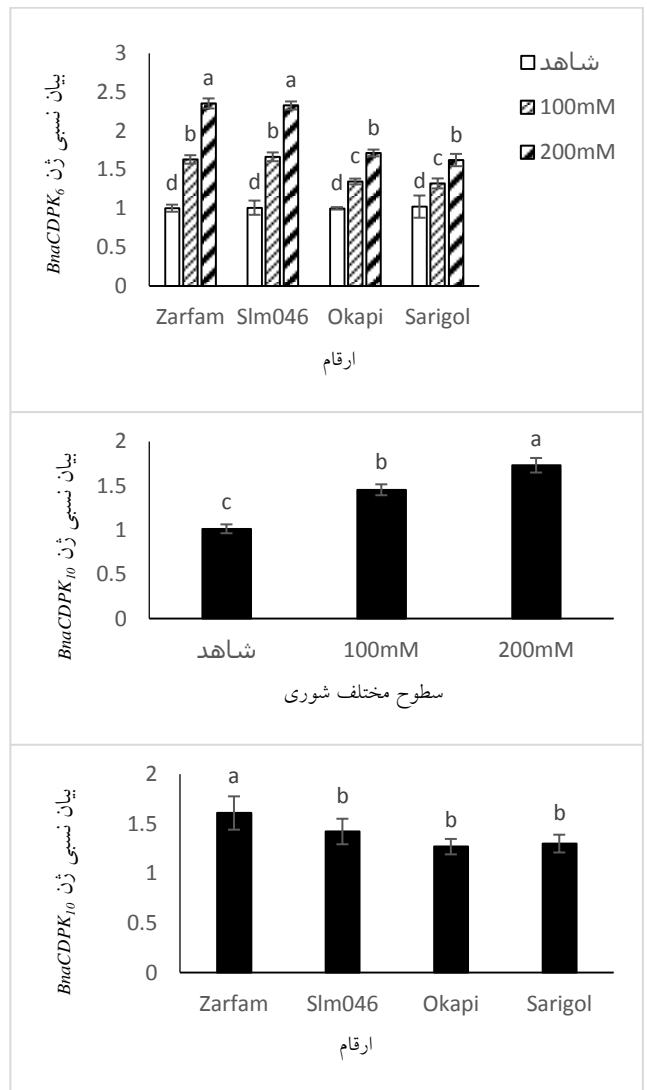 بیان نسبی ژن BnaCDPK6
3
2.5
2
1.5
1
0.5
0
d b a d b a d c b d c b
Zarfam Slm046 Okapi Sarigol
ارقام
شاهد
100mM
200mM
بیان نسبی ژن BnaCDPK10
2
1.5
1
0.5
0
c b a
شاهد 100mM 200mM
سطوح مختلف شوری
بیان نسبی ژن BnaCDPK10
2
1.5
1
0.5
0
a b b b
Zarfam Slm046 Okapi Sarigol
ارقام